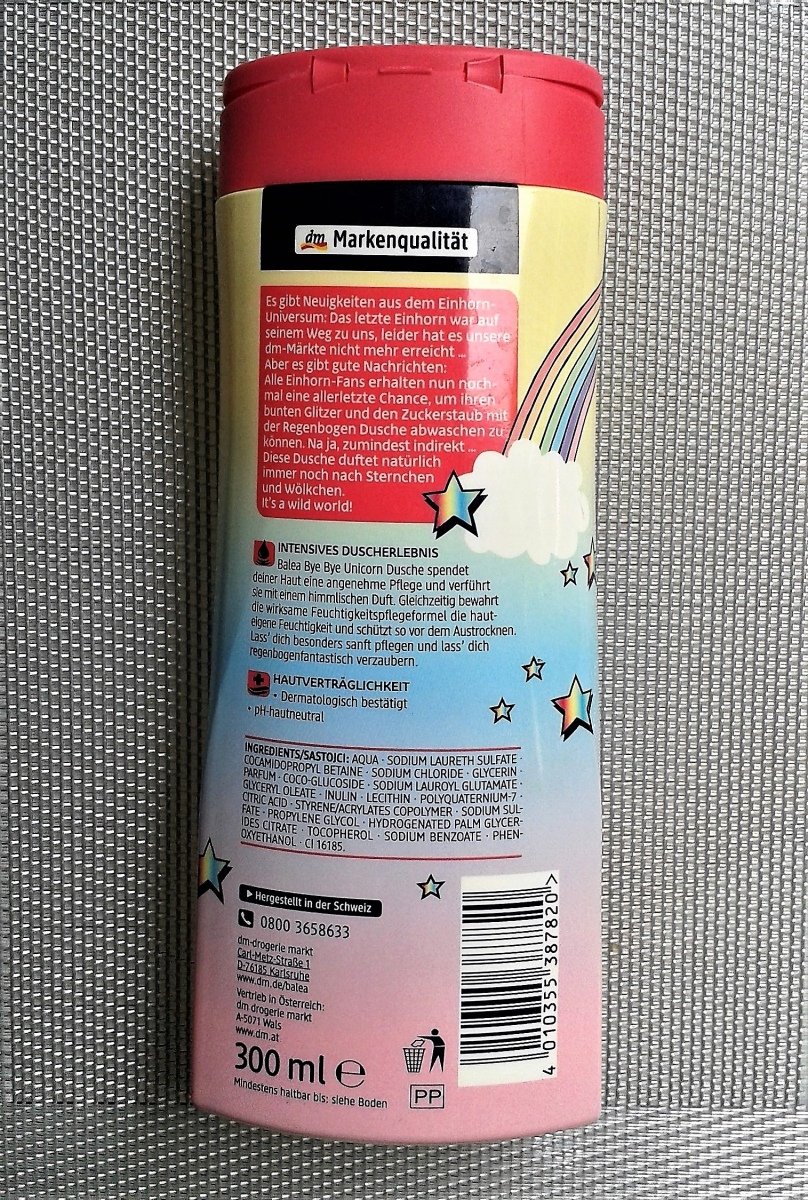 dm Markenqualität
Es gibt Neuigkeiten aus dem Einhorn-
Universum: Das letzte Einhorn war auf
seinem Weg zu uns, leider hat es unsere
dm-Märkte nicht mehr erreicht ...
Aber es gibt gute Nachrichten:
Alle Einhorn-Fans erhalten nun noch-
mal eine allerletzte Chance, um ihren
bunten Glitzer und den Zuckerstaub mit
der Regenbogen Dusche abwaschen zu
können. Na ja, zumindest indirekt ...
Diese Dusche duftet natürlich
immer noch nach Sternchen
und Wölkchen.
It's a wild world!
INTENSIVES DUSCHERLEBNIS
Balea Bye Bye Unicorn Dusche spendet
deiner Haut eine angenehme Pflege und verführt
sie mit einem himmlischen Duft. Gleichzeitig bewahrt
die wirksame Feuchtigkeitspflegeformel die haut-
eigene Feuchtigkeit und schützt so vor dem Austrocknen.
Lass' dich besonders sanft pflegen und lass' dich
regenbogenfantastisch verzaubern.
HAUTVERTRÄGLICHKEIT
• Dermatologisch bestätigt
• pH-hautneutral
INGREDIENTS/SASTOJCI: AQUA · SODIUM LAURETH SULFATE ·
COCAMIDOPROPYL BETAINE · SODIUM CHLORIDE · GLYCERIN ·
PARFUM · COCO-GLUCOSIDE · SODIUM LAUROYL GLUTAMATE ·
GLYCERYL OLEATE · INULIN · LECITHIN · POLYQUATERNIUM-7 ·
CITRIC ACID · STYRENE/ACRYLATES COPOLYMER · SODIUM SUL-
FATE · PROPYLENE GLYCOL · HYDROGENATED PALM GLYCER-
IDES CITRATE · TOCOPHEROL · SODIUM BENZOATE · PHEN-
OXYETHANOL · CI 16185.
Hergestellt in der Schweiz
0800 3658633
dm-drogerie markt
Carl-Metz-Straße 1
D-76185 Karlsruhe
www.dm.de/balea
Vertrieb in Österreich:
dm drogerie markt
A-5071 Wals
www.dm.at
300 ml ℮
Mindestens haltbar bis: siehe Boden
PP
4 010355 387820 >